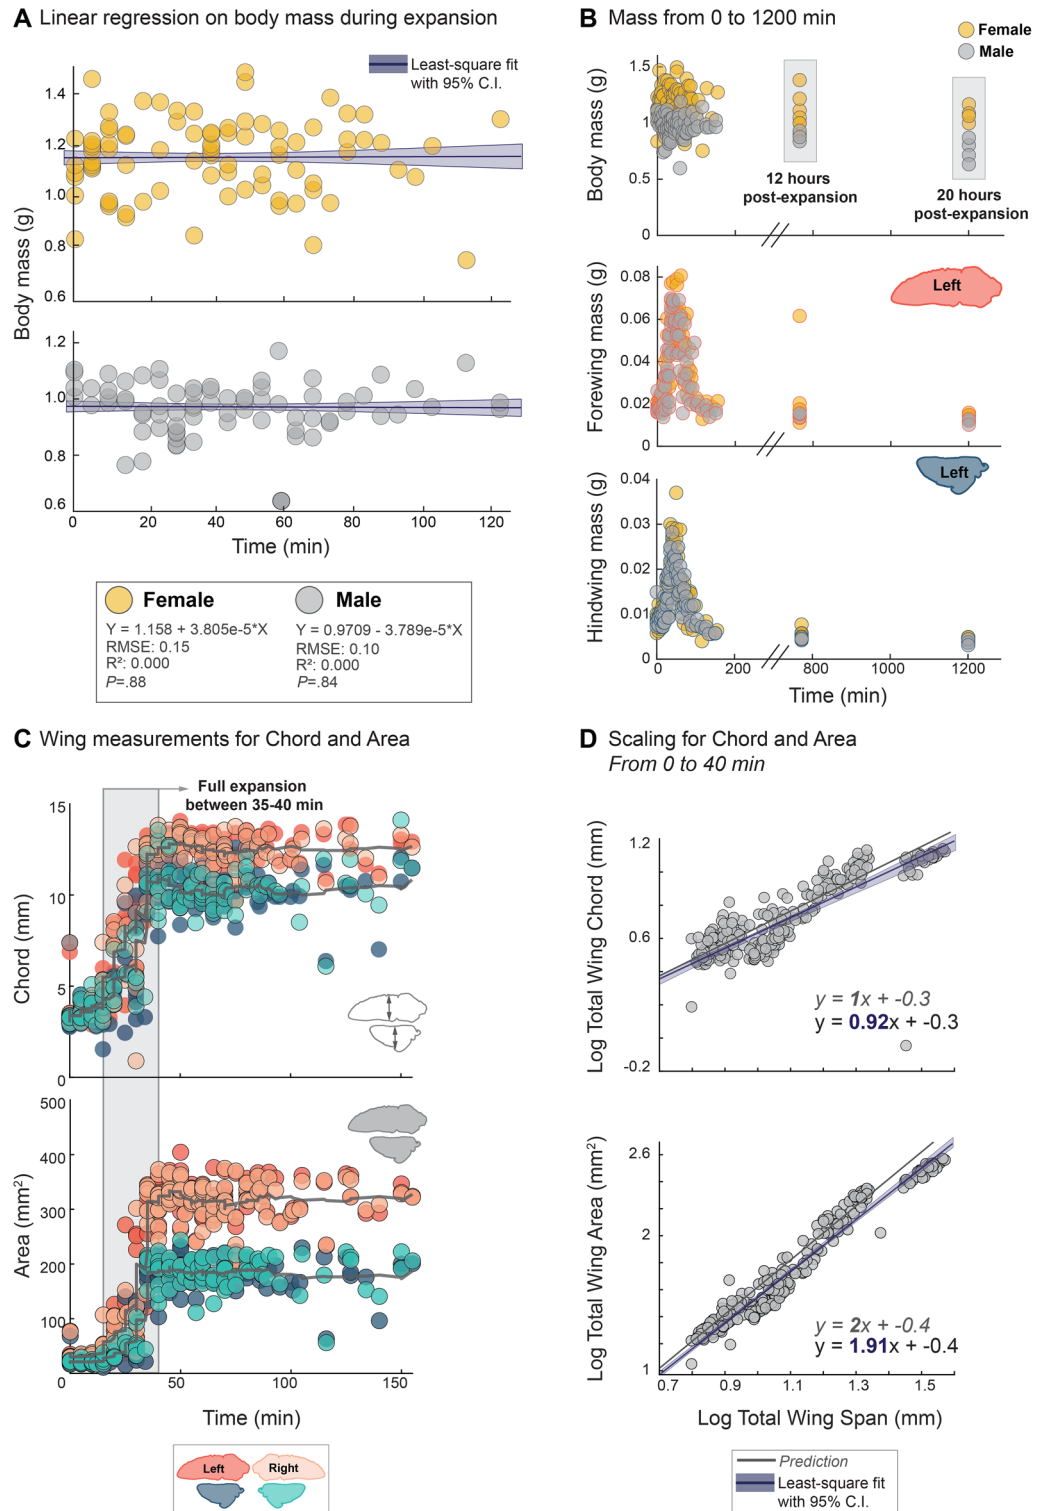 A Linear regression on body mass during expansion
Least-square fit
with 95% C.I.
1.4
1.2
1.0
0.8
0.6
Body mass (g)
1.2
1.0
0.8
0.6
0 20 40 60 80 100 120
Time (min)
Female
Y = 1.158 + 3.805e-5*X
RMSE: 0.15
R²: 0.000
P=.88
Male
Y = 0.9709 - 3.789e-5*X
RMSE: 0.10
R²: 0.000
P=.84
B Mass from 0 to 1200 min
Female
Male
Body mass (g)
1.5
1
0.5
0
12 hours
post-expansion
20 hours
post-expansion
Forewing mass (g)
0.08
0.06
0.04
0.02
0
Left
Hindwing mass (g)
0.04
0.03
0.02
0.01
0
Left
0 200 800 1000 1200
Time (min)
C Wing measurements for Chord and Area
Full expansion
between 35-40 min
Chord (mm)
15
10
5
0
Area (mm²)
500
400
300
200
100
0 50 100 150
Time (min)
Left Right
D Scaling for Chord and Area
From 0 to 40 min
Log Total Wing Chord (mm)
1.2
0.6
-0.2
y = 1x + -0.3
y = 0.92x + -0.3
Log Total Wing Area (mm²)
2.6
2
1
y = 2x + -0.4
y = 1.91x + -0.4
0.7 0.9 1.1 1.3 1.5
Log Total Wing Span (mm)
Prediction
Least-square fit
with 95% C.I.